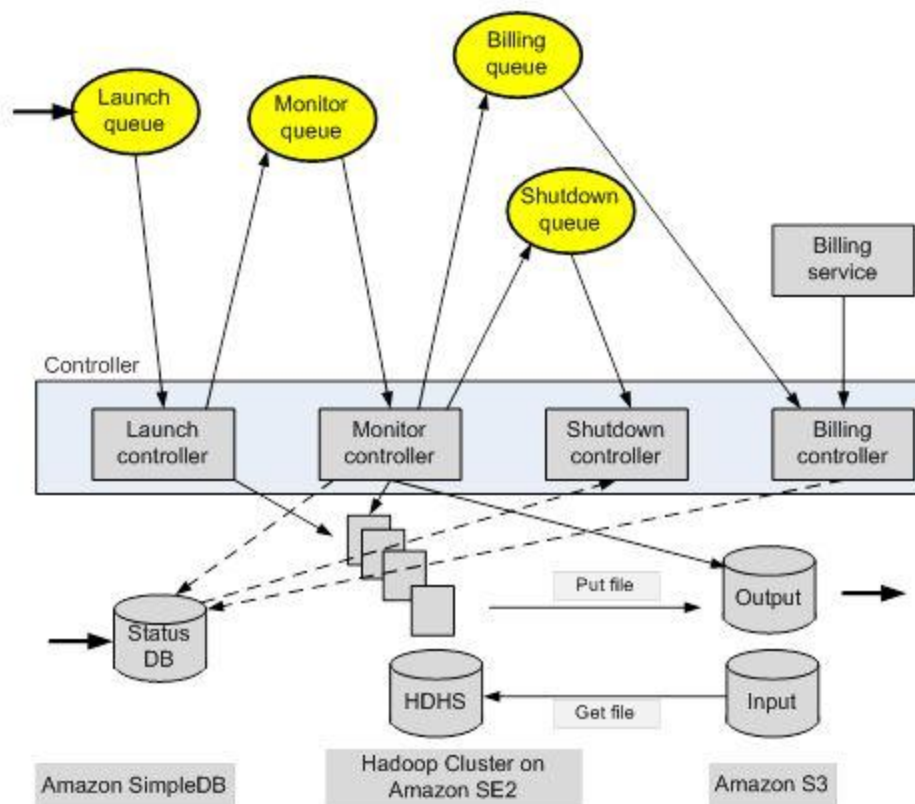 Launch
queue
Monitor
queue
Billing
queue
Shutdown
queue
Billing
service
Controller
Launch
controller
Monitor
controller
Shutdown
controller
Billing
controller
Status
DB
Put file
Output
HDHS
Get file
Input
Amazon SimpleDB
Hadoop Cluster on
Amazon SE2
Amazon S3